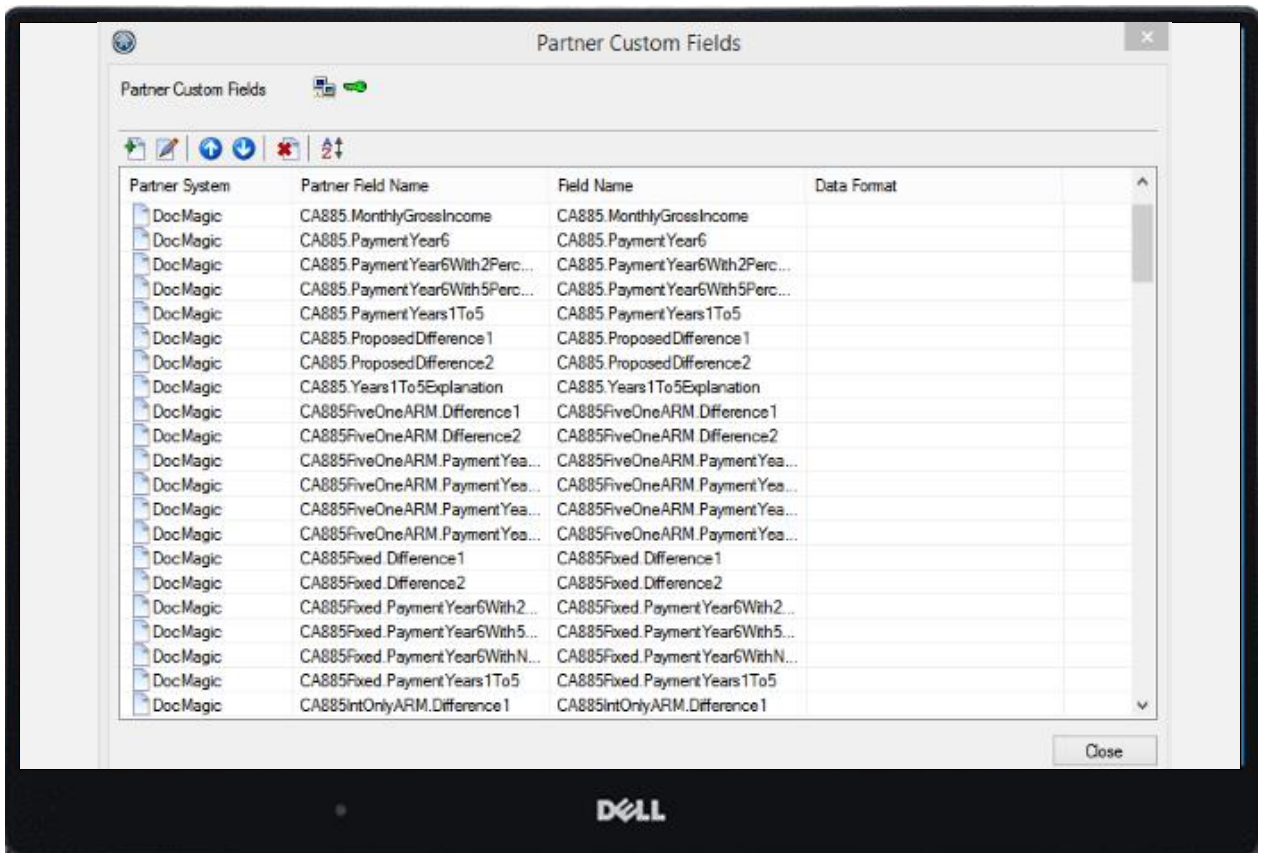 Partner Custom Fields
Partner Custom Fields
Partner System Partner Field Name Field Name Data Format
DocMagic CA885.MonthlyGrossIncome CA885.MonthlyGrossIncome
DocMagic CA885.PaymentYear6 CA885.PaymentYear6
DocMagic CA885.PaymentYear6With2Perc... CA885.PaymentYear6With2Perc...
DocMagic CA885.PaymentYear6With5Perc... CA885.PaymentYear6With5Perc...
DocMagic CA885.PaymentYears1To5 CA885.PaymentYears1To5
DocMagic CA885.ProposedDifference1 CA885.ProposedDifference1
DocMagic CA885.ProposedDifference2 CA885.ProposedDifference2
DocMagic CA885.Years1To5Explanation CA885.Years1To5Explanation
DocMagic CA885FiveOneARM.Difference1 CA885FiveOneARM.Difference1
DocMagic CA885FiveOneARM.Difference2 CA885FiveOneARM.Difference2
DocMagic CA885FiveOneARM.PaymentYea... CA885FiveOneARM.PaymentYea...
DocMagic CA885FiveOneARM.PaymentYea... CA885FiveOneARM.PaymentYea...
DocMagic CA885FiveOneARM.PaymentYea... CA885FiveOneARM.PaymentYea...
DocMagic CA885FiveOneARM.PaymentYea... CA885FiveOneARM.PaymentYea...
DocMagic CA885Fixed.Difference1 CA885Fixed.Difference1
DocMagic CA885Fixed.Difference2 CA885Fixed.Difference2
DocMagic CA885Fixed.PaymentYear6With2... CA885Fixed.PaymentYear6With2...
DocMagic CA885Fixed.PaymentYear6With5... CA885Fixed.PaymentYear6With5...
DocMagic CA885Fixed.PaymentYear6WithN... CA885Fixed.PaymentYear6WithN...
DocMagic CA885Fixed.PaymentYears1To5 CA885Fixed.PaymentYears1To5
DocMagic CA885IntOnlyARM.Difference1 CA885IntOnlyARM.Difference1
Close
DELL